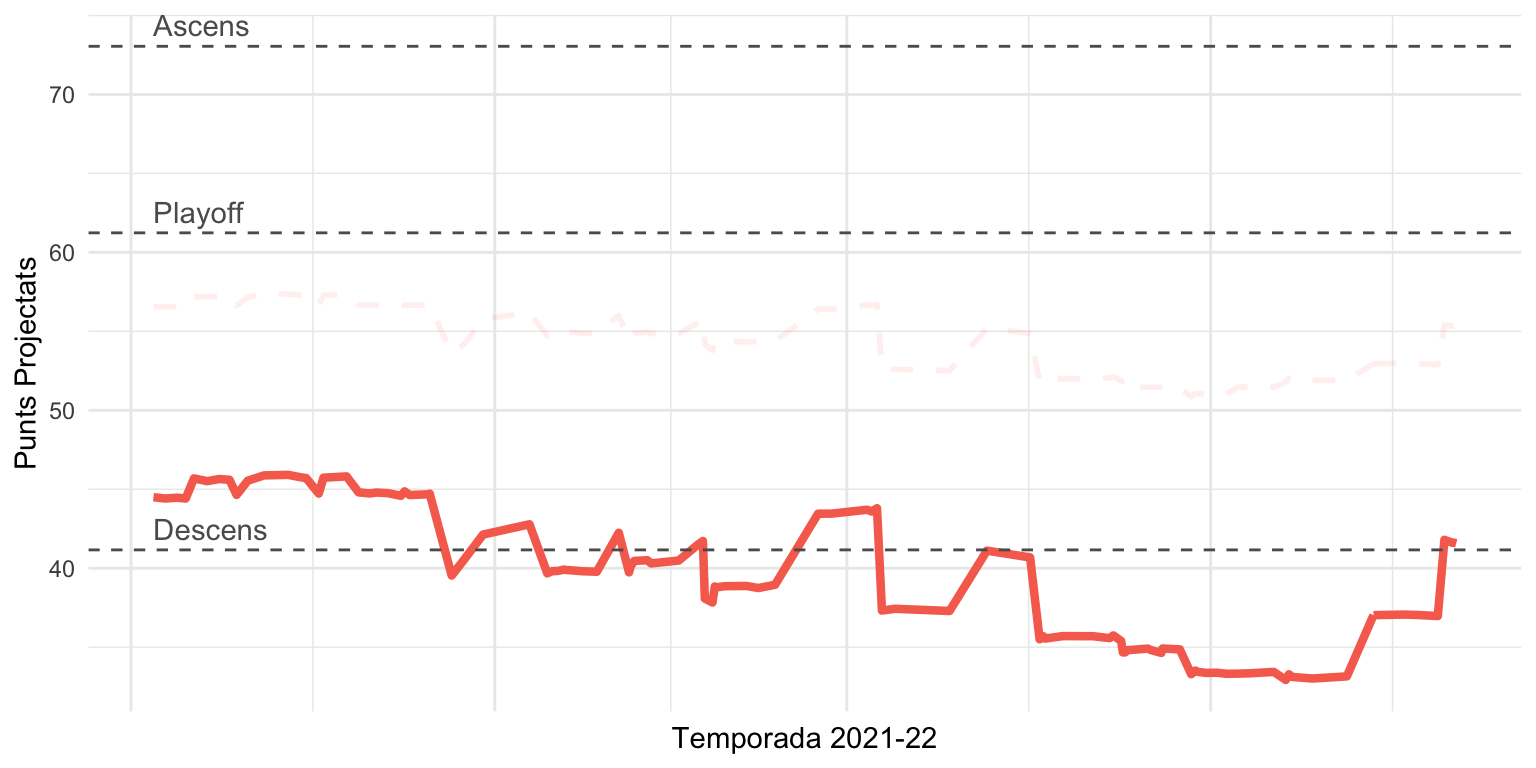 Ascens
70
Playoff
60
Punts Projectats
50
Descens
40
Temporada 2021-22